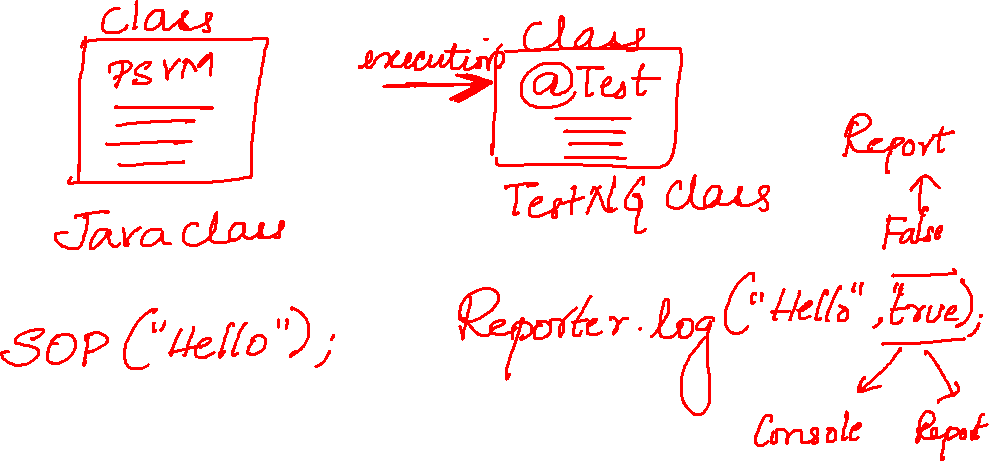 Class
PSVM
Java class
execution
Class
@Test
TestNG Class
Report
False
SOP("Hello");
Reporter.log("Hello", true);
Console
Report